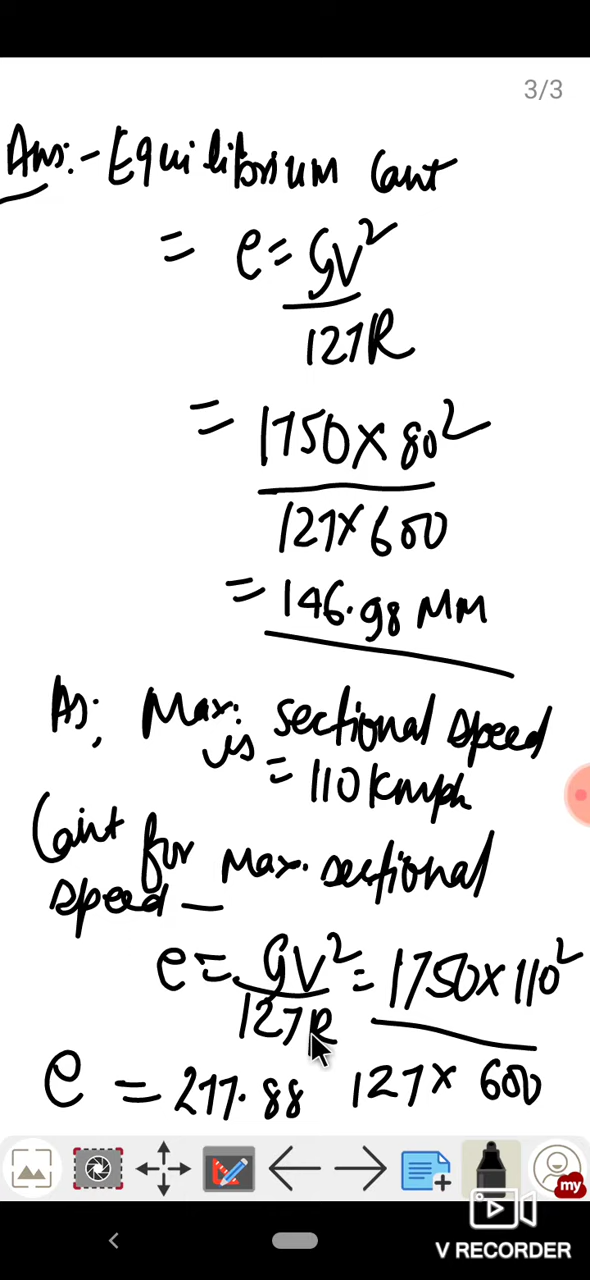 3/3
Ans:- Equilibrium Cant
= e = GV²
127R
= 1750 × 80²
127 × 600
= 146.98 MM
As; Max. sectional speed
is = 110 Kmph
Cant for Max. sectional
speed —
e = GV² = 1750 × 110²
127R
e = 277.88 127 × 600
my
V RECORDER